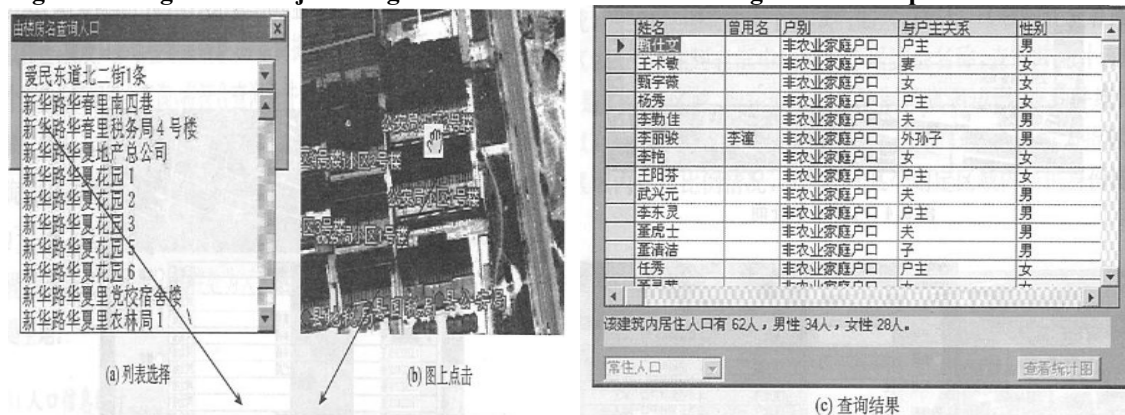 由楼房名查询人口
爱民东道北二街1条
新华路华春里南四巷
新华路华春里税务局4号楼
新华路华夏地产总公司
新华路华夏花园1
新华路华夏花园2
新华路华夏花园3
新华路华夏花园5
新华路华夏花园6
新华路华夏里党校宿舍楼
新华路华夏里农林局1
(a) 列表选择
(b) 图上点击
姓名 曾用名 户别 与户主关系 性别
甄仕文 非农业家庭户口 户主 男
王术敏 非农业家庭户口 妻 女
甄宇薇 非农业家庭户口 女 女
杨秀 非农业家庭户口 户主 女
李勤佳 非农业家庭户口 夫 男
李丽骏 李潼 非农业家庭户口 外孙子 男
李艳 非农业家庭户口 女 女
王阳芬 非农业家庭户口 户主 女
武兴元 非农业家庭户口 夫 男
李东灵 非农业家庭户口 户主 男
董虎士 非农业家庭户口 夫 男
董清洁 非农业家庭户口 子 男
任秀 非农业家庭户口 户主 女
该建筑内居住人口有 62人，男性 34人，女性 28人。
常住人口
查看统计图
(c) 查询结果